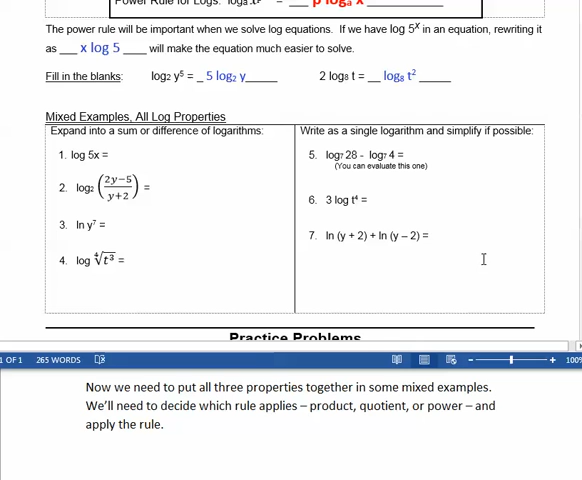 Power Rule for Logs: logₐ xᵖ = ___ p logₐ x ___________
The power rule will be important when we solve log equations. If we have log 5ˣ in an equation, rewriting it
as ___ x log 5 ____ will make the equation much easier to solve.
Fill in the blanks: log₂ y⁵ = _ 5 log₂ y______ 2 log₈ t = __ log₈ t² ______
Mixed Examples, All Log Properties
Expand into a sum or difference of logarithms: Write as a single logarithm and simplify if possible:
1. log 5x = 5. log₇ 28 - log₇ 4 =
(You can evaluate this one)
2. log₂ ((2y−5)/(y+2)) =
6. 3 log t⁴ =
3. ln y⁷ = 7. ln (y + 2) + ln (y – 2) =
4. log ∜t³ =
Practice Problems
1 OF 1 265 WORDS 100%
Now we need to put all three properties together in some mixed examples.
We'll need to decide which rule applies – product, quotient, or power – and
apply the rule.